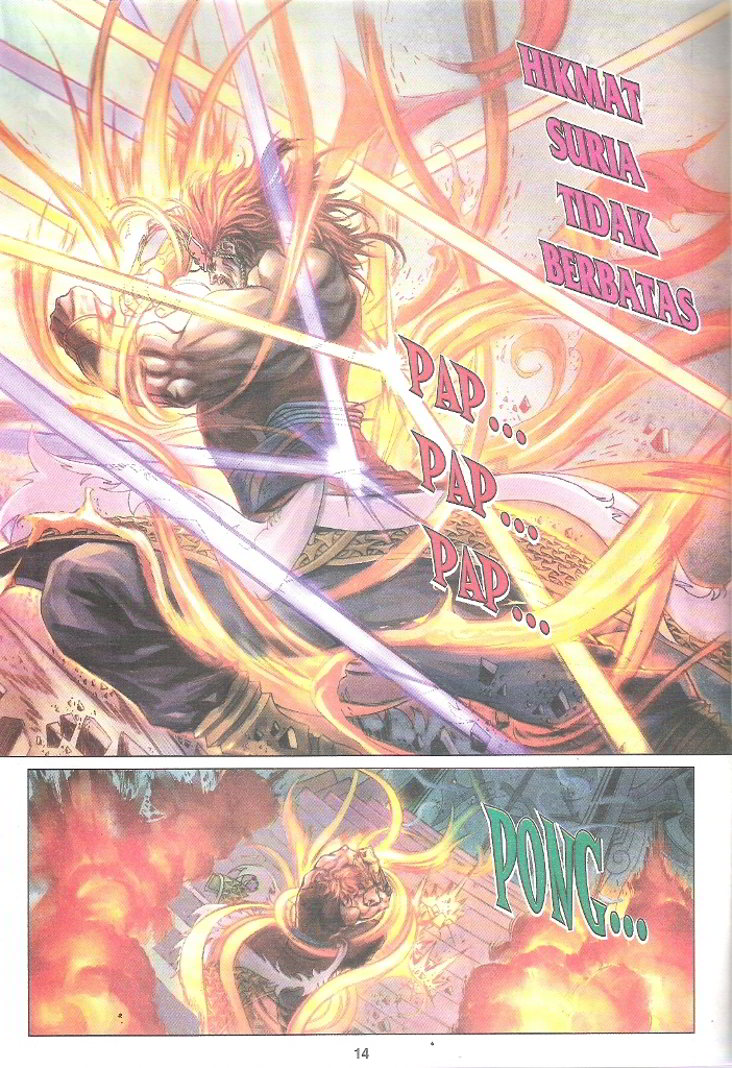 HIKMAT
SURIA
TIDAK
BERBATAS
PAP...
PAP...
PAP...
PONG...
14